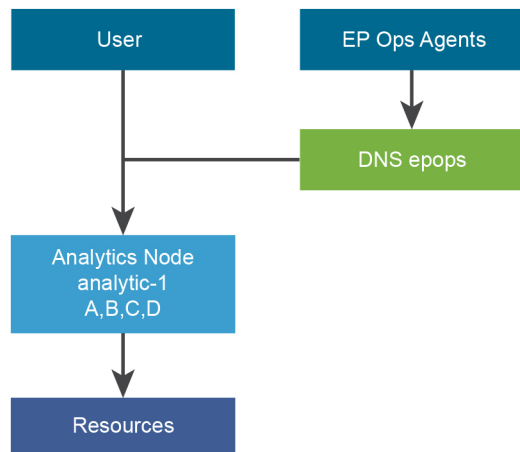 User
EP Ops Agents
DNS epops
Analytics Node
analytic-1
A,B,C,D
Resources